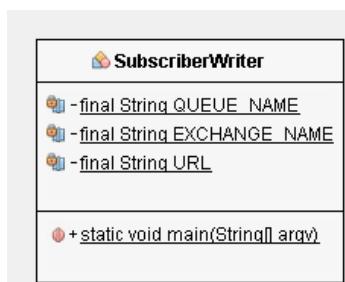 SubscriberWriter
-final String QUEUE_NAME
-final String EXCHANGE_NAME
-final String URL
+static void main(String[] argv)